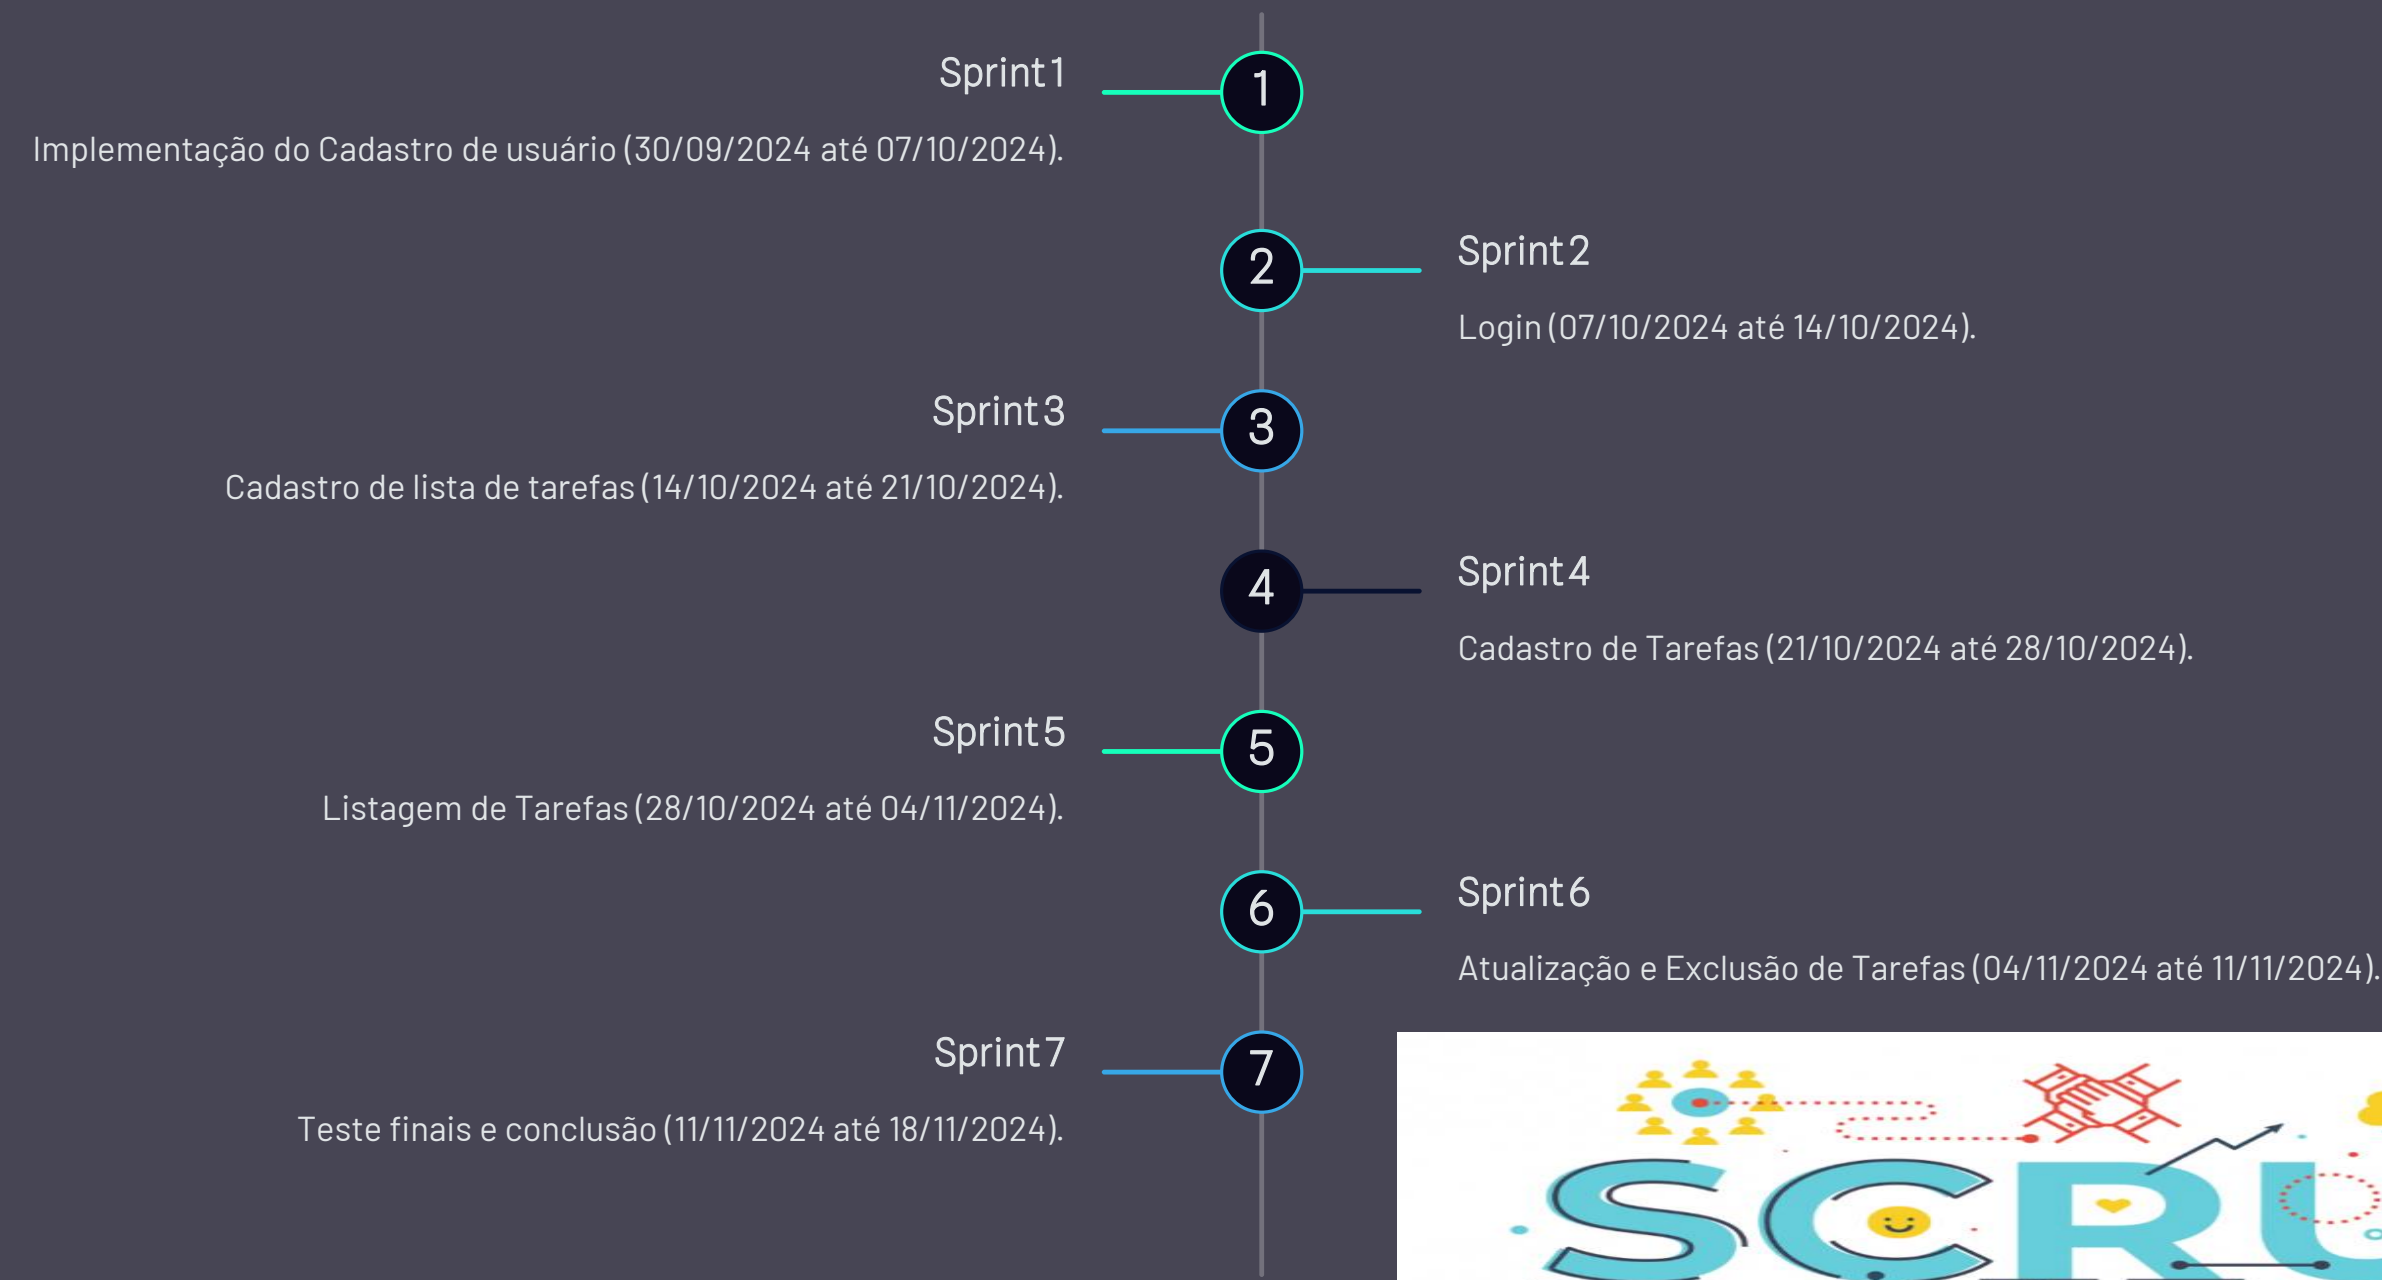 Sprint 1
1
Implementação do Cadastro de usuário (30/09/2024 até 07/10/2024).
2
Sprint 2
Login (07/10/2024 até 14/10/2024).
Sprint 3
3
Cadastro de lista de tarefas (14/10/2024 até 21/10/2024).
4
Sprint 4
Cadastro de Tarefas (21/10/2024 até 28/10/2024).
Sprint 5
5
Listagem de Tarefas (28/10/2024 até 04/11/2024).
6
Sprint 6
Atualização e Exclusão de Tarefas (04/11/2024 até 11/11/2024).
Sprint 7
7
Teste finais e conclusão (11/11/2024 até 18/11/2024).
SCRU